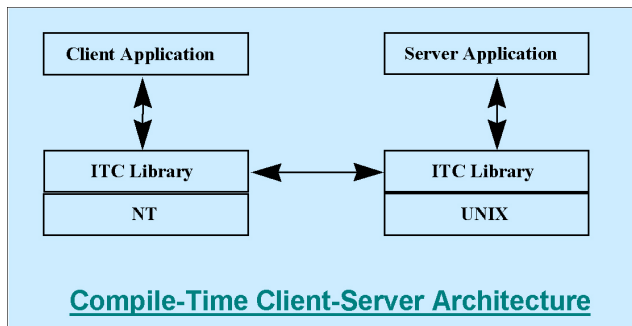 Client Application
Server Application
ITC Library
ITC Library
NT
UNIX
Compile-Time Client-Server Architecture